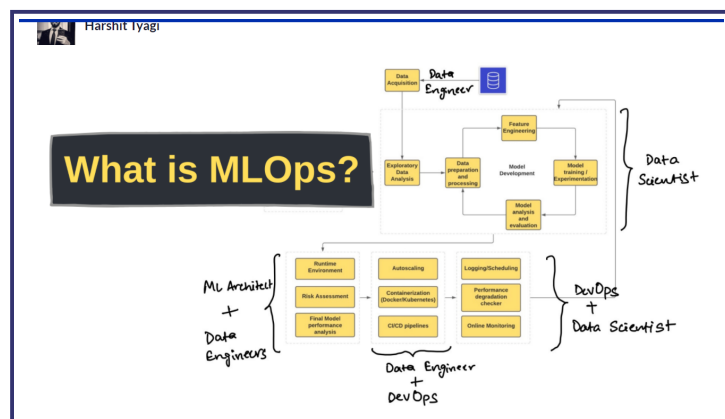 Harshit Tyagi
What is MLOps?
Data
Acquisition
Data
Engineer
Feature
Engineering
Exploratory
Data
Analysis
Data
preparation
and
processing
Model
Development
Model
training /
Experimentation
Model
analysis
and
evaluation
Data
Scientist
ML Architect
+
Data
Engineers
Runtime
Environment
Risk Assessment
Final Model
performance
analysis
Autoscaling
Containerization
(Docker/Kubernetes)
CI/CD pipelines
Logging/Scheduling
Performance
degradation
checker
Online Monitoring
DevOps
+
Data Scientist
Data Engineer
+
DevOps